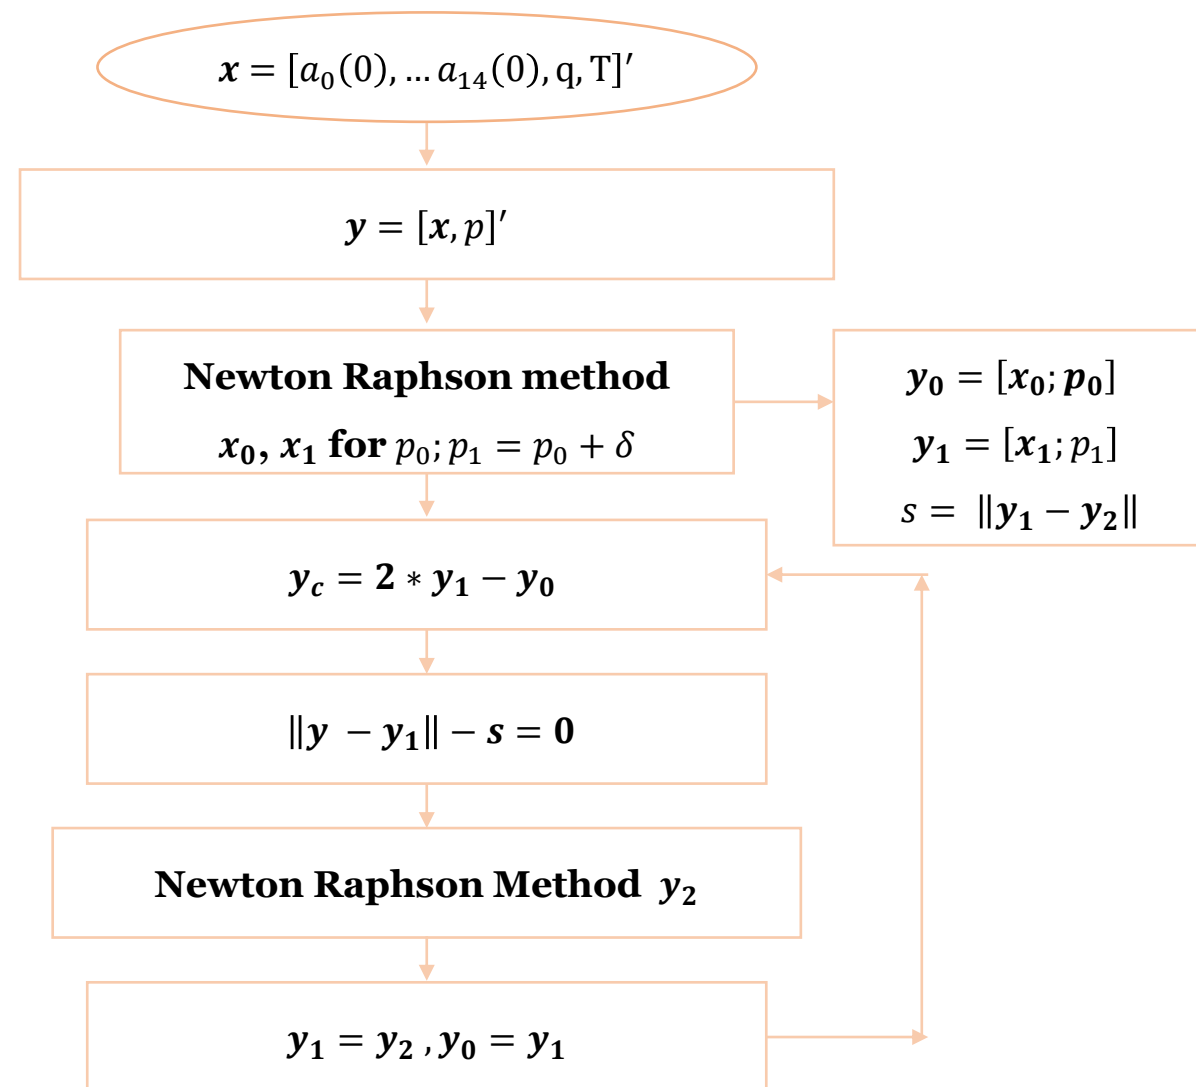 𝒙 = [𝑎₀(0), … 𝑎₁₄(0), q, T]′
𝒚 = [𝒙, 𝑝]′
Newton Raphson method
𝒙₀, 𝒙₁ for 𝑝₀; 𝑝₁ = 𝑝₀ + 𝛿
𝒚₀ = [𝒙₀; 𝒑₀]
𝒚₁ = [𝒙₁; 𝑝₁]
𝑠 = ‖𝒚₁ − 𝒚₂‖
𝒚_𝒄 = 𝟐 ∗ 𝒚₁ − 𝒚₀
‖𝒚 − 𝒚₁‖ − 𝒔 = 𝟎
Newton Raphson Method 𝒚₂
𝒚₁ = 𝒚₂ , 𝒚₀ = 𝒚₁